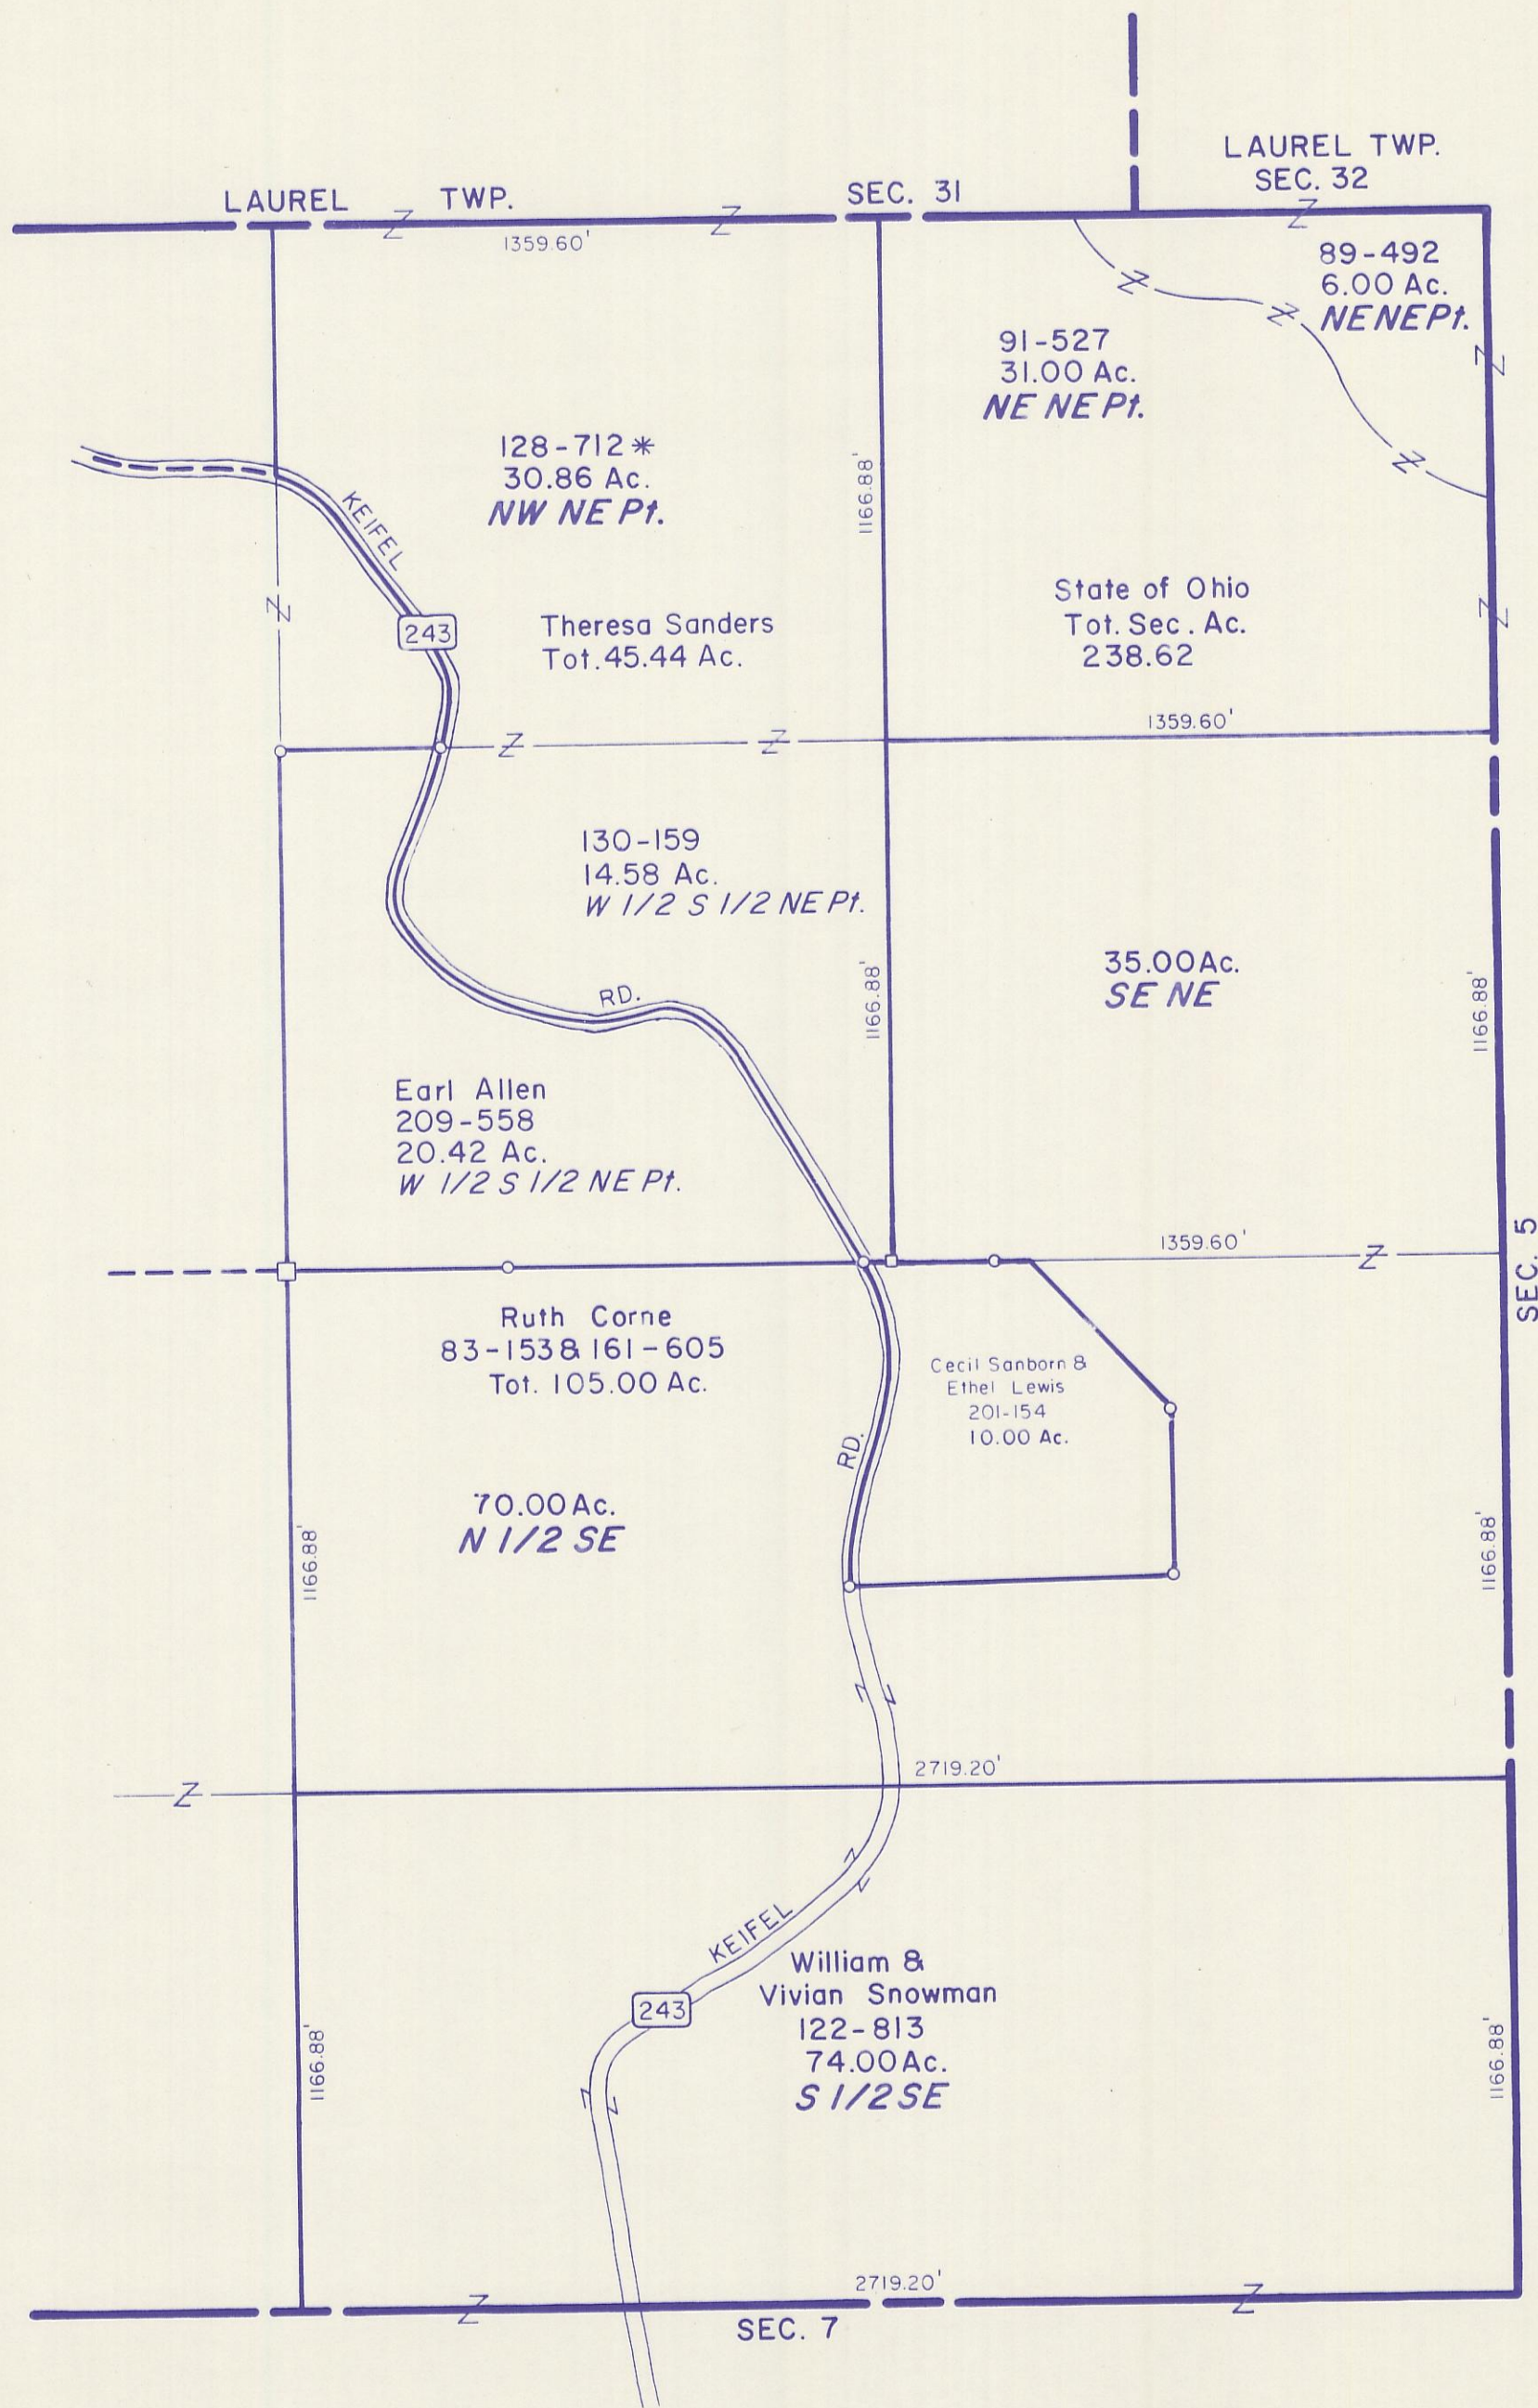 LAUREL TWP.
SEC. 32
LAUREL TWP.
SEC. 31
1359.60'
89-492
6.00 Ac.
NE NE Pt.
91-527
31.00 Ac.
NE NE Pt.
128-712*
30.86 Ac.
NW NE Pt.
1166.88'
KEIFEL
243
Theresa Sanders
Tot. 45.44 Ac.
State of Ohio
Tot. Sec. Ac.
238.62
1359.60'
130-159
14.58 Ac.
W 1/2 S 1/2 NE Pt.
1166.88'
35.00 Ac.
SE NE
1166.88'
RD.
Earl Allen
209-558
20.42 Ac.
W 1/2 S 1/2 NE Pt.
1359.60'
SEC. 5
Ruth Corne
83-153 & 161-605
Tot. 105.00 Ac.
Cecil Sanborn &
Ethel Lewis
201-154
10.00 Ac.
RD.
70.00 Ac.
N 1/2 SE
1166.88'
1166.88'
2719.20'
KEIFEL
243
William &
Vivian Snowman
122-813
74.00 Ac.
S 1/2 SE
1166.88'
1166.88'
2719.20'
SEC. 7